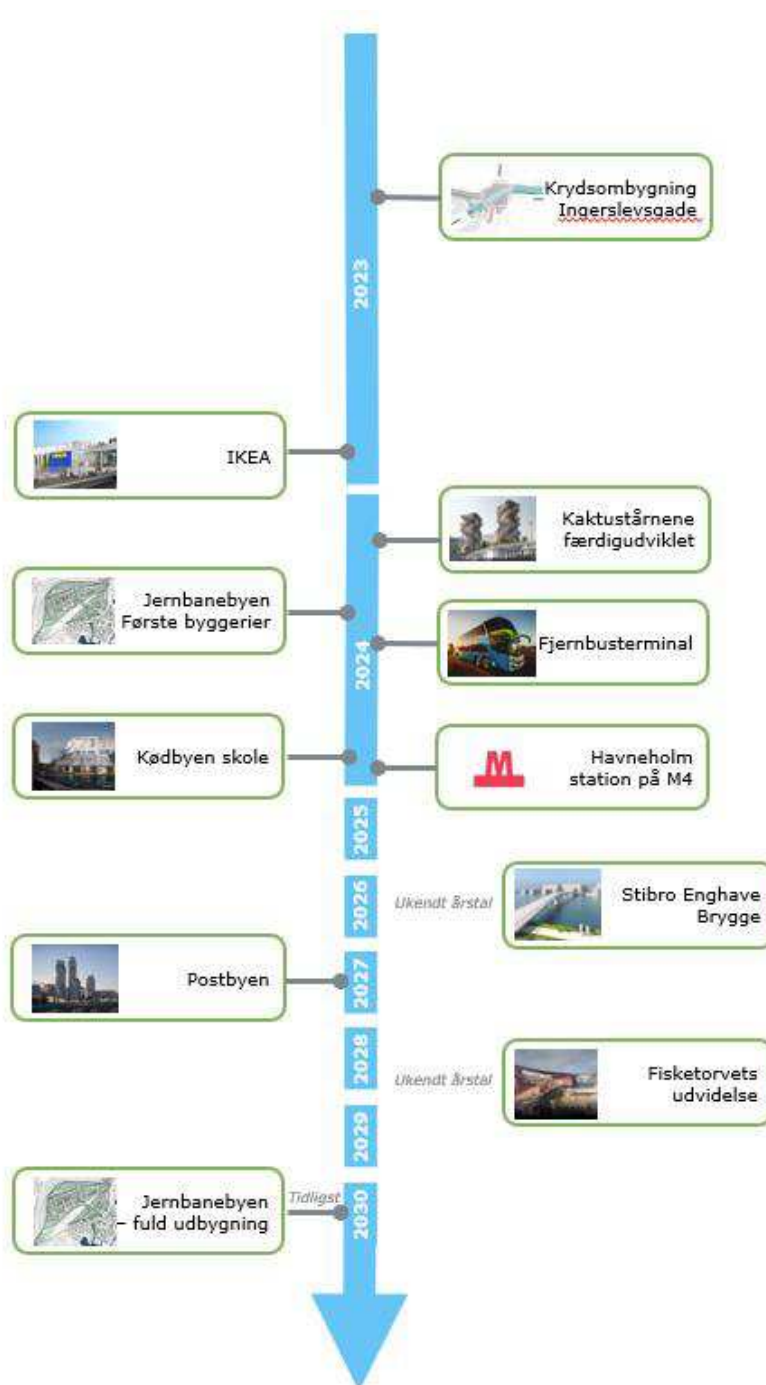 Krydsombygning
Ingerslevsgade
2023
IKEA
Kaktustårnene
færdigudviklet
Jernbanebyen
Første byggerier
Fjernbusterminal
2024
Kødbyen skole
M
Havneholm
station på M4
2025
2026
Ukendt årstal
Stibro Enghave
Brygge
Postbyen
2027
2028
Ukendt årstal
Fisketorvets
udvidelse
2029
Jernbanebyen
– fuld udbygning
Tidligst
2030